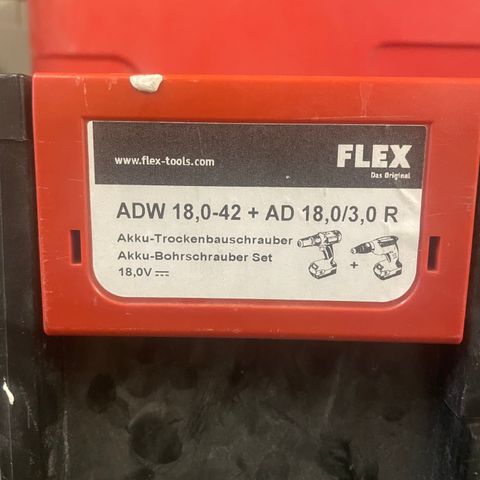 www.flex-tools.com
FLEX
Das Original
ADW 18,0-42 + AD 18,0/3,0 R
Akku-Trockenbauschrauber
Akku-Bohrschrauber Set
18,0V
+